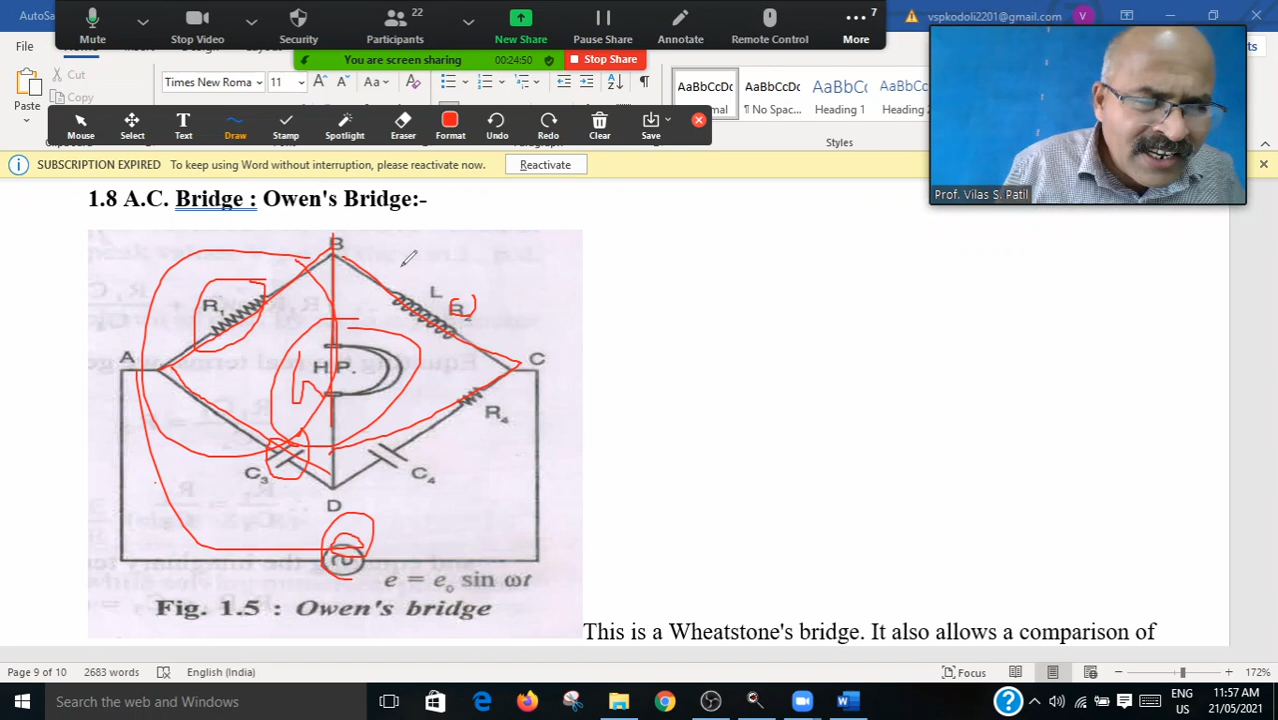 AutoSa
22
7
Mute
Stop Video
Security
Participants
New Share
Pause Share
Annotate
Remote Control
More
vspkodoli2201@gmail.com
V
File
You are screen sharing
00:24:50
Stop Share
Cut
Copy
Paste
Times New Roma
11
Aa
AaBbCcDc
AaBbCcDc
AaBbCc
AaBbCcD
rmal
¶ No Spac...
Heading 1
Heading 2
Mouse
Select
Text
Draw
Stamp
Spotlight
Eraser
Format
Undo
Redo
Clear
Save
Styles
Prof. Vilas S. Patil
SUBSCRIPTION EXPIRED To keep using Word without interruption, please reactivate now.
Reactivate
1.8 A.C. Bridge : Owen's Bridge:-
B
L
R₁
R₂
A
H.P.
C
R₄
C₃
C₄
D
e = e₀ sin ωt
Fig. 1.5 : Owen's bridge
This is a Wheatstone's bridge. It also allows a comparison of
Page 9 of 10
2683 words
English (India)
Focus
172%
Search the web and Windows
ENG
US
11:57 AM
21/05/2021